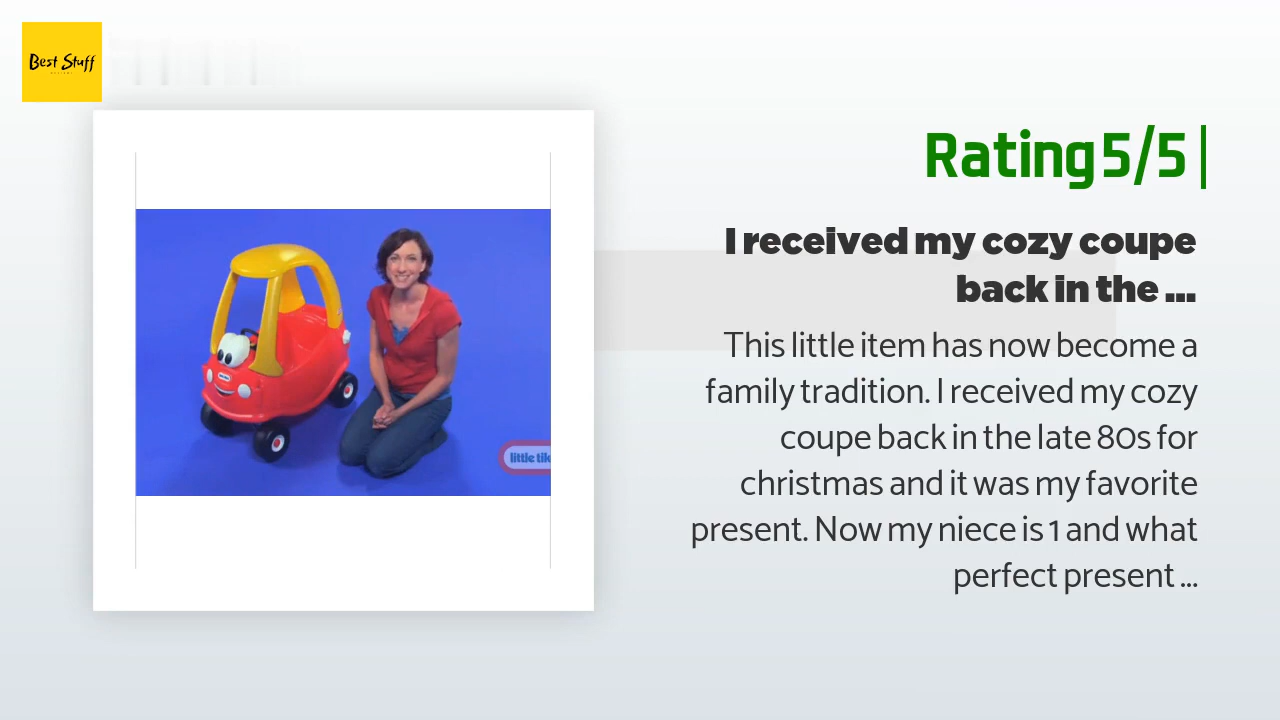 Best Stuff
Rating 5/5
I received my cozy coupe
back in the ...
This little item has now become a
family tradition. I received my cozy
coupe back in the late 80s for
christmas and it was my favorite
present. Now my niece is 1 and what
perfect present ...
little tik